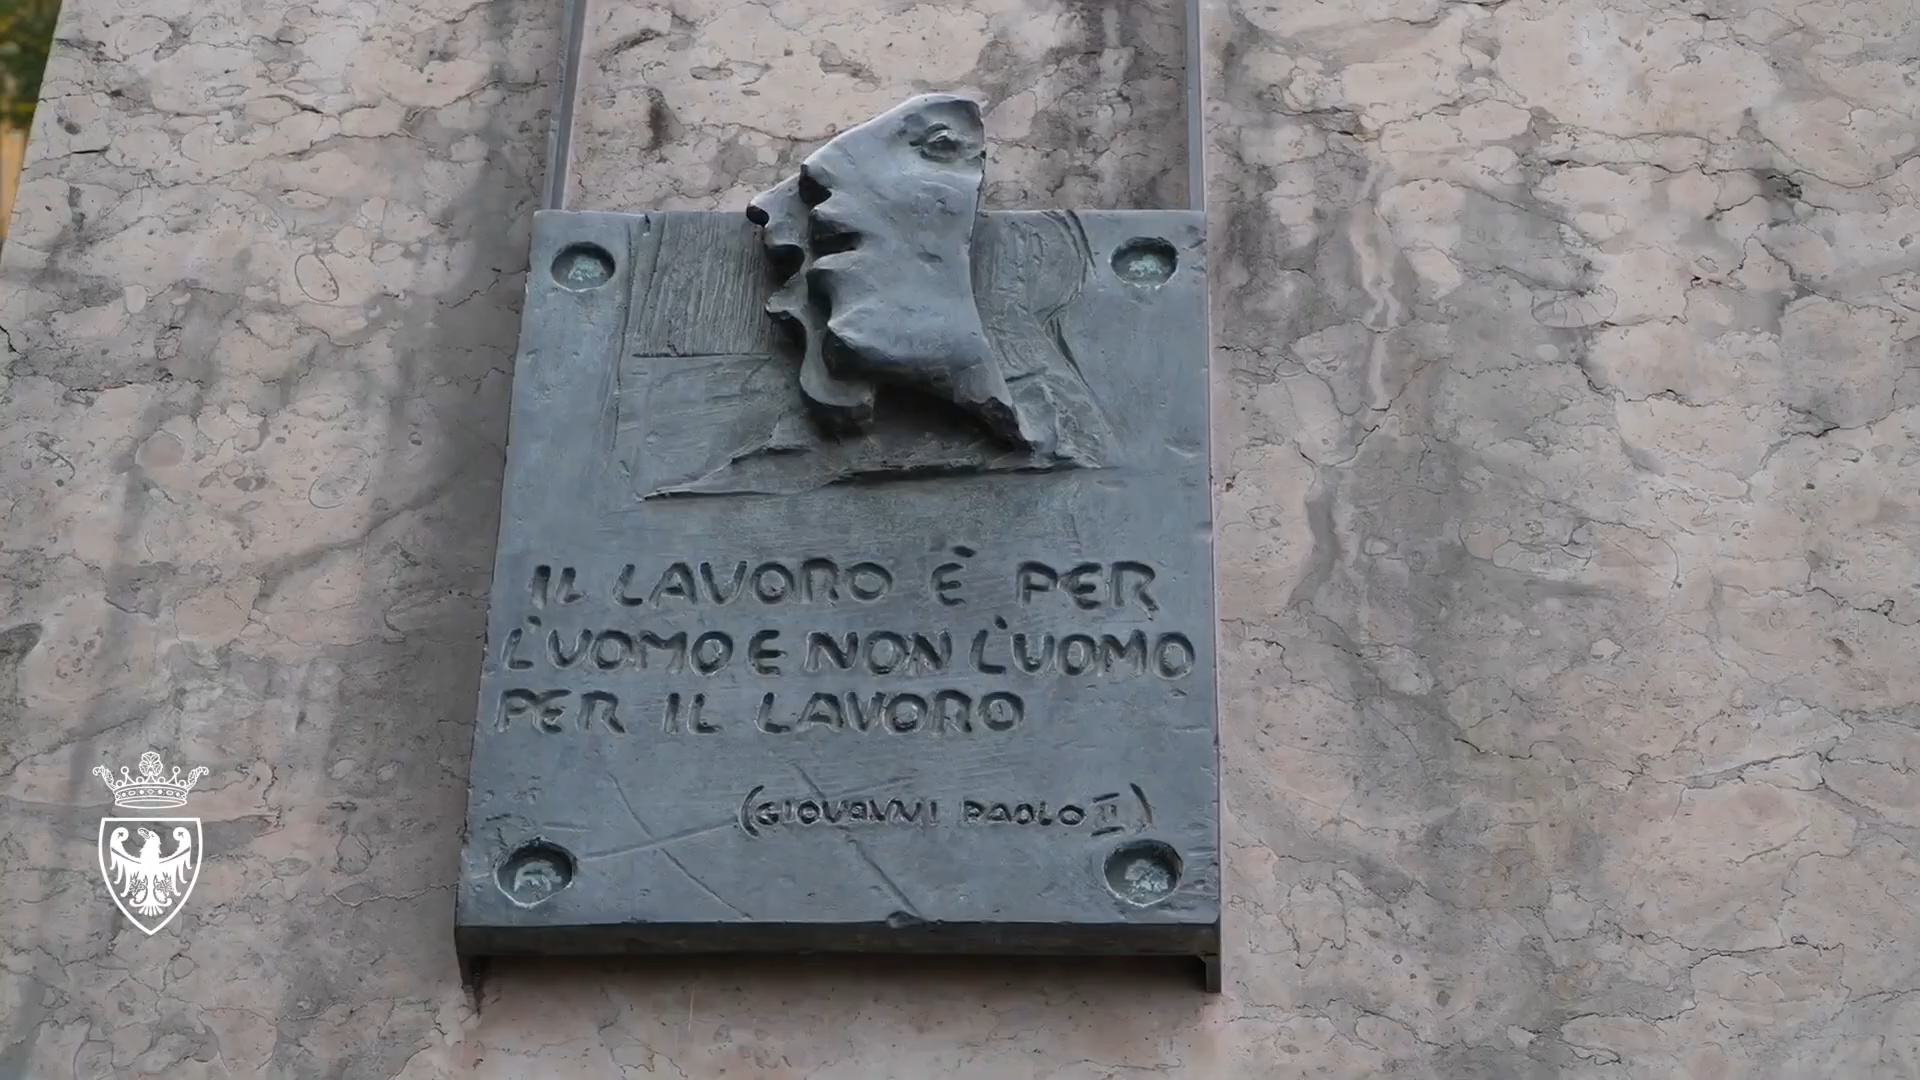 IL LAVORO È PER
L'UOMO E NON L'UOMO
PER IL LAVORO
(GIOVANNI PAOLO II)